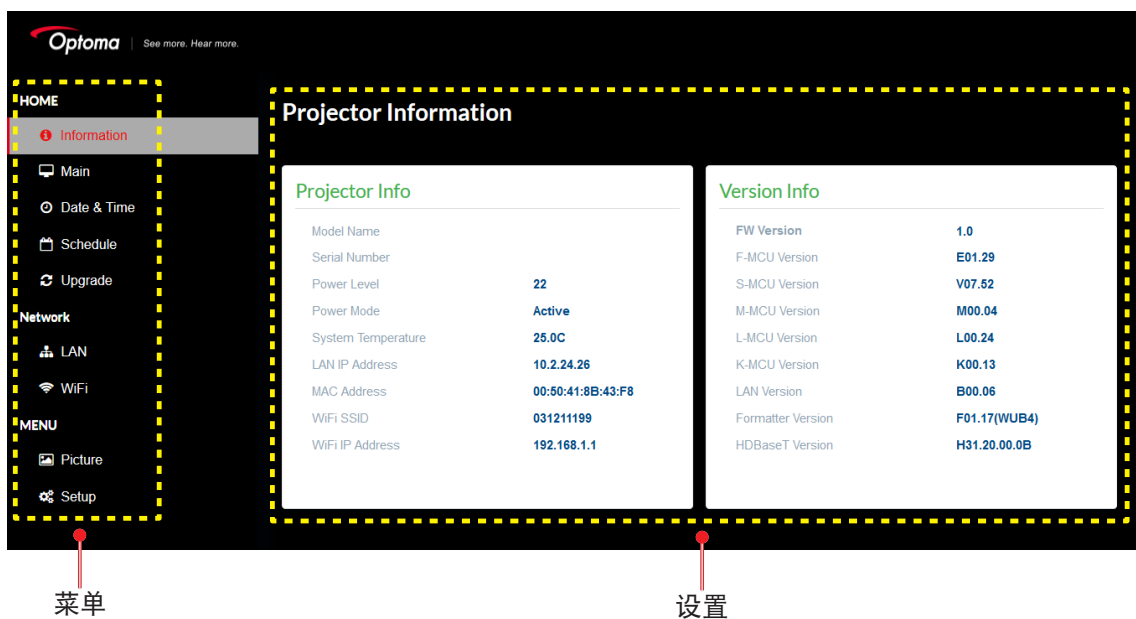 Optoma | See more. Hear more.
HOME
Information
Main
Date & Time
Schedule
Upgrade
Network
LAN
WiFi
MENU
Picture
Setup
Projector Information
Projector Info
Model Name
Serial Number
Power Level 22
Power Mode Active
System Temperature 25.0C
LAN IP Address 10.2.24.26
MAC Address 00:50:41:8B:43:F8
WiFi SSID 031211199
WiFi IP Address 192.168.1.1
Version Info
FW Version 1.0
F-MCU Version E01.29
S-MCU Version V07.52
M-MCU Version M00.04
L-MCU Version L00.24
K-MCU Version K00.13
LAN Version B00.06
Formatter Version F01.17(WUB4)
HDBaseT Version H31.20.00.0B
菜单
设置